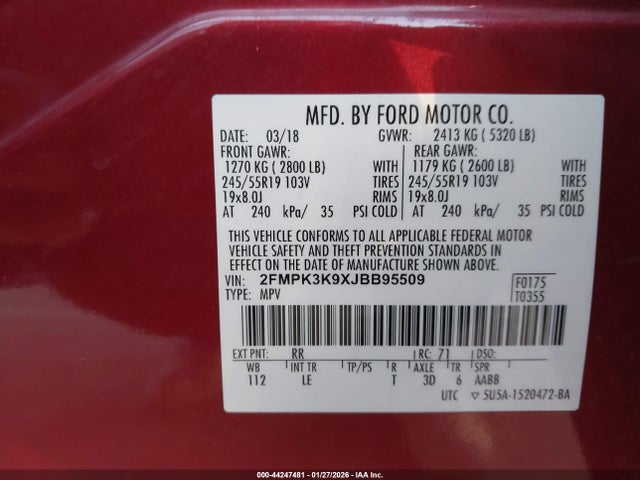 MFD. BY FORD MOTOR CO.
DATE: 03/18 GVWR: 2413 KG ( 5320 LB)
FRONT GAWR: REAR GAWR:
1270 KG ( 2800 LB) WITH 1179 KG ( 2600 LB) WITH
245/55R19 103V TIRES 245/55R19 103V TIRES
19x8.0J RIMS 19x8.0J RIMS
AT 240 kPa/ 35 PSI COLD AT 240 kPa/ 35 PSI COLD
THIS VEHICLE CONFORMS TO ALL APPLICABLE FEDERAL MOTOR
VEHICLE SAFETY AND THEFT PREVENTION STANDARDS IN
EFFECT ON THE DATE OF MANUFACTURE SHOWN ABOVE.
VIN: 2FMPK3K9XJBB95509 F0175
TYPE: MPV T0355
EXT PNT: RR RC: 71 DSO:
WB INT TR TP/PS R AXLE TR SPR
112 LE T 3D 6 AABB
UTC ▽ 5U5A-1520472-BA
000-44247481 - 01/27/2026 - IAA Inc.